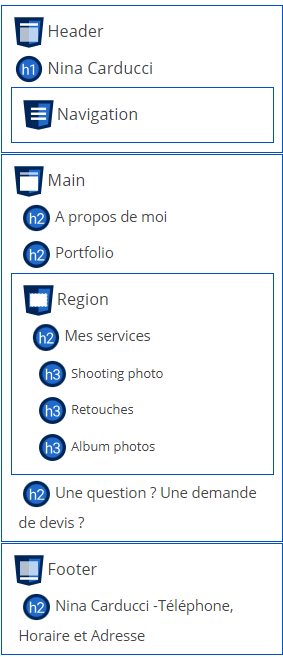 Header
h1 Nina Carducci
Navigation
Main
h2 A propos de moi
h2 Portfolio
Region
h2 Mes services
h3 Shooting photo
h3 Retouches
h3 Album photos
h2 Une question ? Une demande
de devis ?
Footer
h2 Nina Carducci -Téléphone,
Horaire et Adresse